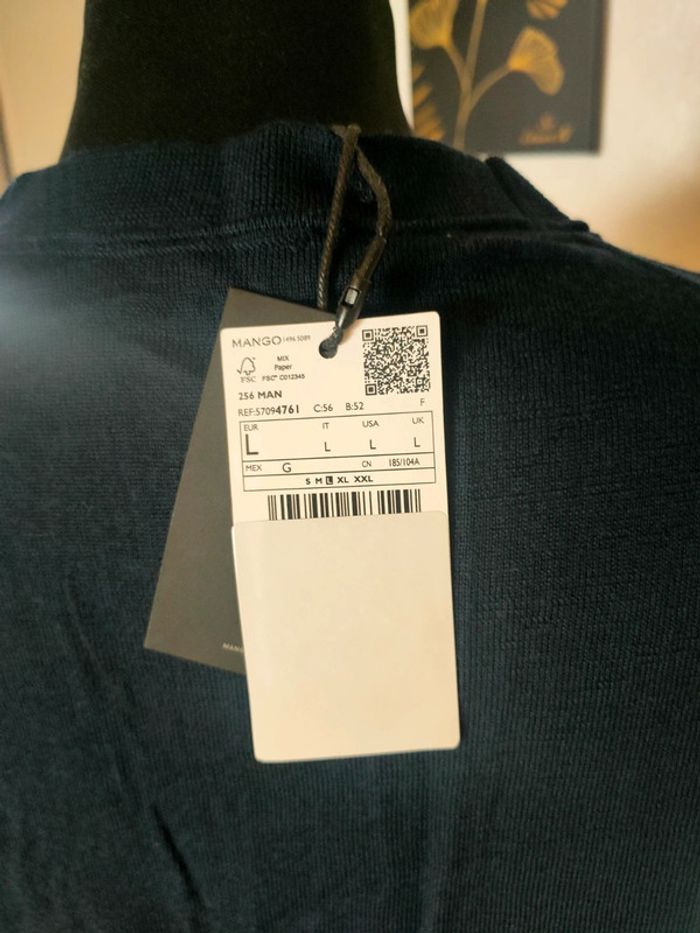 MANGO 1496 5089
MIX
Paper
FSC FSC® C012345
256 MAN
REF:57094761 C:56 B:52 F
EUR IT USA UK
L L L L
MEX G CN 185/104A
S M L XL XXL
MAN